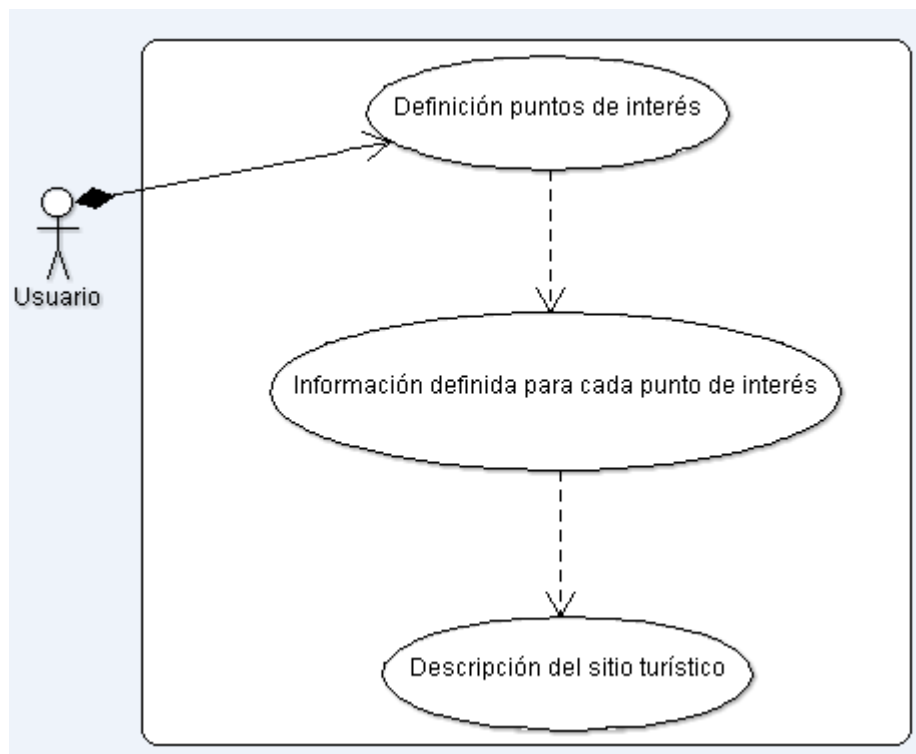 Definición puntos de interés
Usuario
Información definida para cada punto de interés
Descripción del sitio turístico